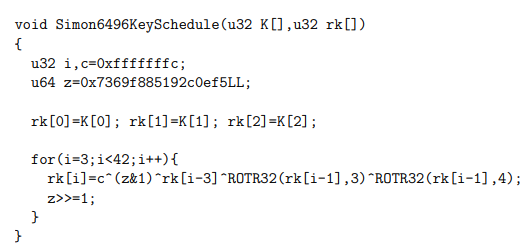 void Simon6496KeySchedule(u32 K[],u32 rk[])
{
u32 i,c=0xfffffffc;
u64 z=0x7369f885192c0ef5LL;
rk[0]=K[0]; rk[1]=K[1]; rk[2]=K[2];
for(i=3;i<42;i++){
rk[i]=c^(z&1)^rk[i-3]^ROTR32(rk[i-1],3)^ROTR32(rk[i-1],4);
z>>=1;
}
}